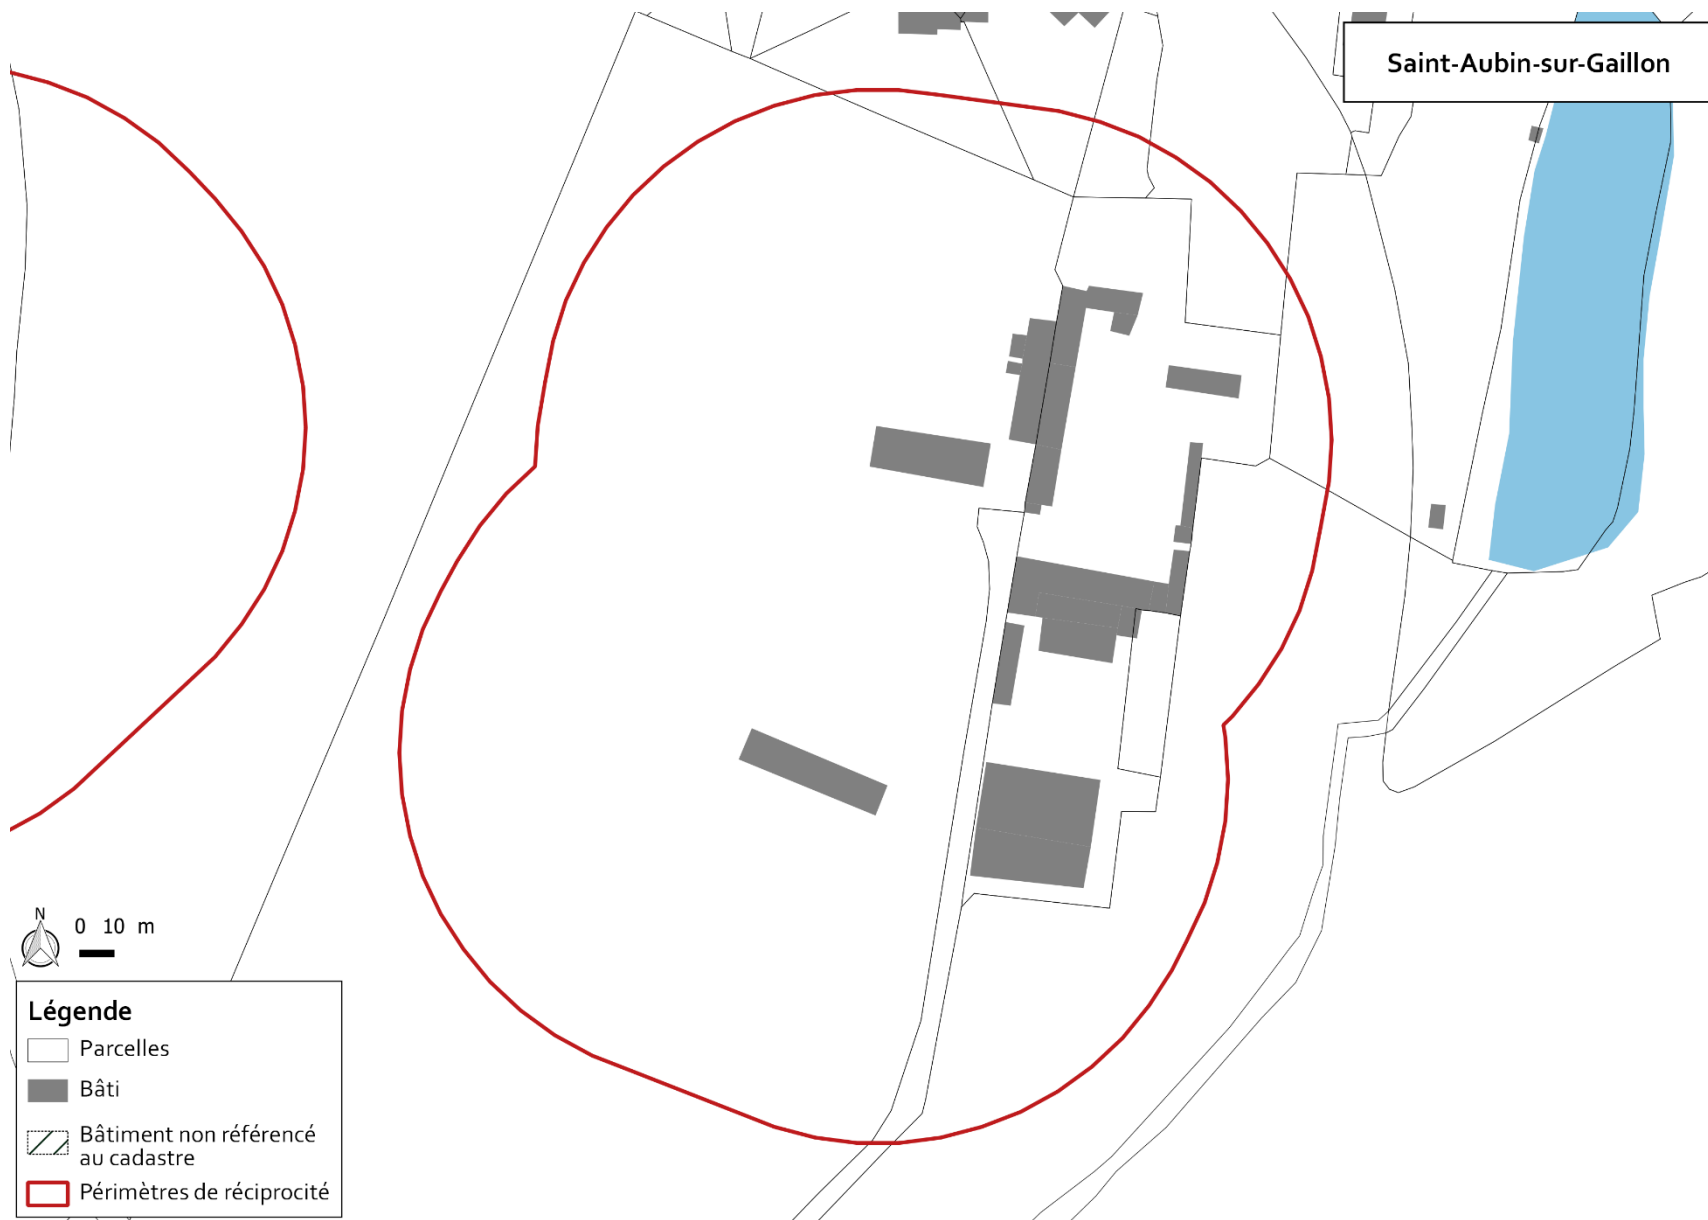 Saint-Aubin-sur-Gaillon
N
0 10 m
Légende
Parcelles
Bâti
Bâtiment non référencé
au cadastre
Périmètres de réciprocité